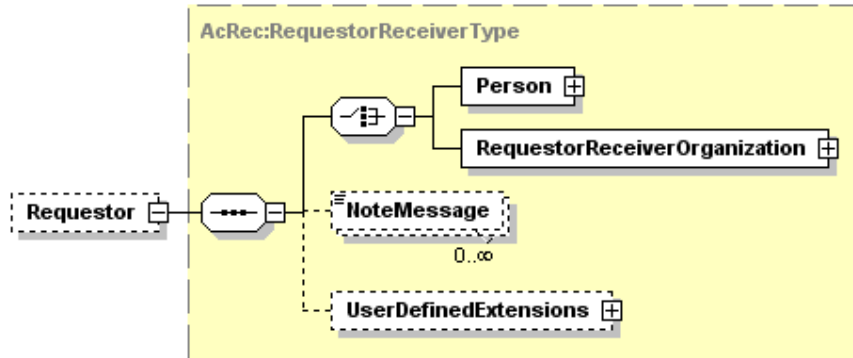 AcRec:RequestorReceiverType
Person
RequestorReceiverOrganization
Requestor
NoteMessage
0..∞
UserDefinedExtensions